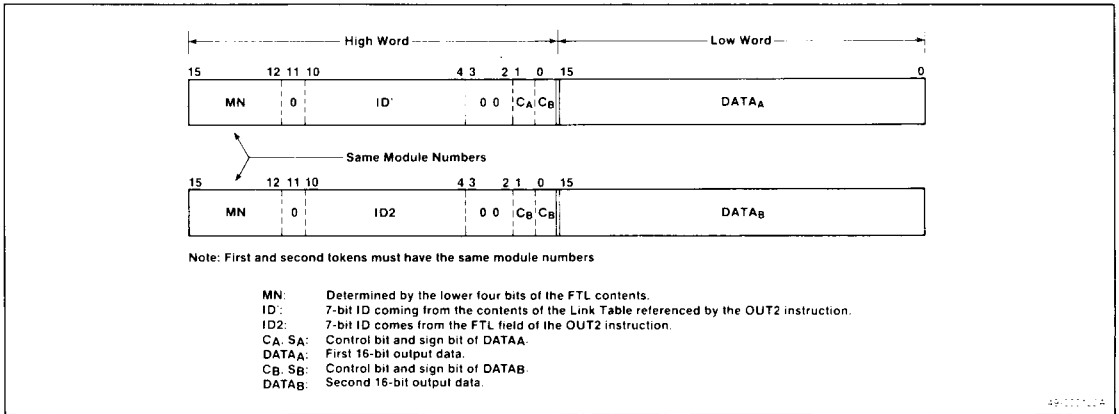 High Word Low Word
15 12 11 10 4 3 2 1 0 15 0
MN 0 ID' 0 0 CA CB DATAA
Same Module Numbers
15 12 11 10 4 3 2 1 0 15
MN 0 ID2 0 0 CB CB DATAB
Note: First and second tokens must have the same module numbers
MN: Determined by the lower four bits of the FTL contents.
ID': 7-bit ID coming from the contents of the Link Table referenced by the OUT2 instruction.
ID2: 7-bit ID comes from the FTL field of the OUT2 instruction.
CA, SA: Control bit and sign bit of DATAA.
DATAA: First 16-bit output data.
CB, SB: Control bit and sign bit of DATAB.
DATAB: Second 16-bit output data.